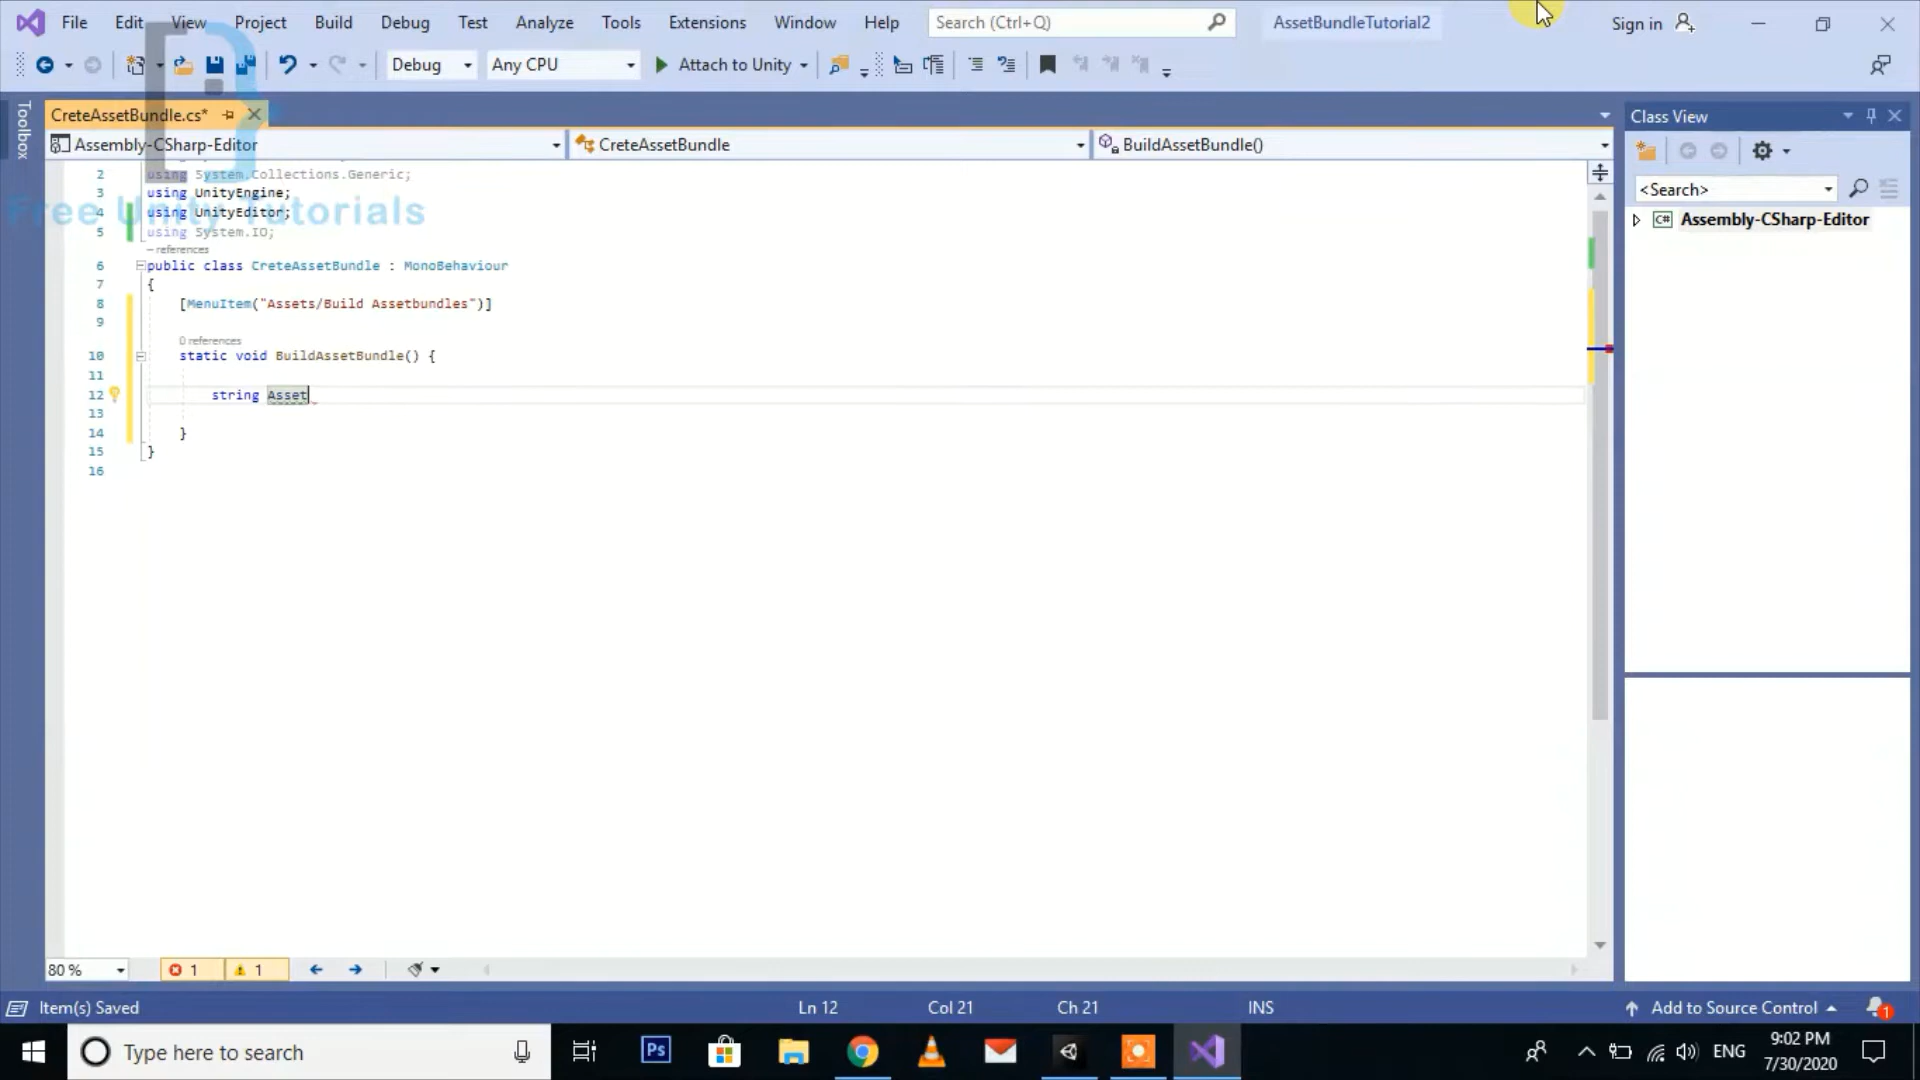 File Edit View Project Build Debug Test Analyze Tools Extensions Window Help Search (Ctrl+Q) AssetBundleTutorial2 Sign in
Debug Any CPU Attach to Unity
Toolbox
CreteAssetBundle.cs*
Class View
Assembly-CSharp-Editor CreteAssetBundle BuildAssetBundle()
<Search>
Assembly-CSharp-Editor
Free Unity Tutorials
2 using System.Collections.Generic;
3 using UnityEngine;
4 using UnityEditor;
5 using System.IO;
references
6 public class CreteAssetBundle : MonoBehaviour
7 {
8 [MenuItem("Assets/Build Assetbundles")]
9
0 references
10 static void BuildAssetBundle() {
11
12 string Asset
13
14 }
15 }
16
80 % 1 1
Item(s) Saved Ln 12 Col 21 Ch 21 INS Add to Source Control 1
Type here to search Ps ENG 9:02 PM
7/30/2020